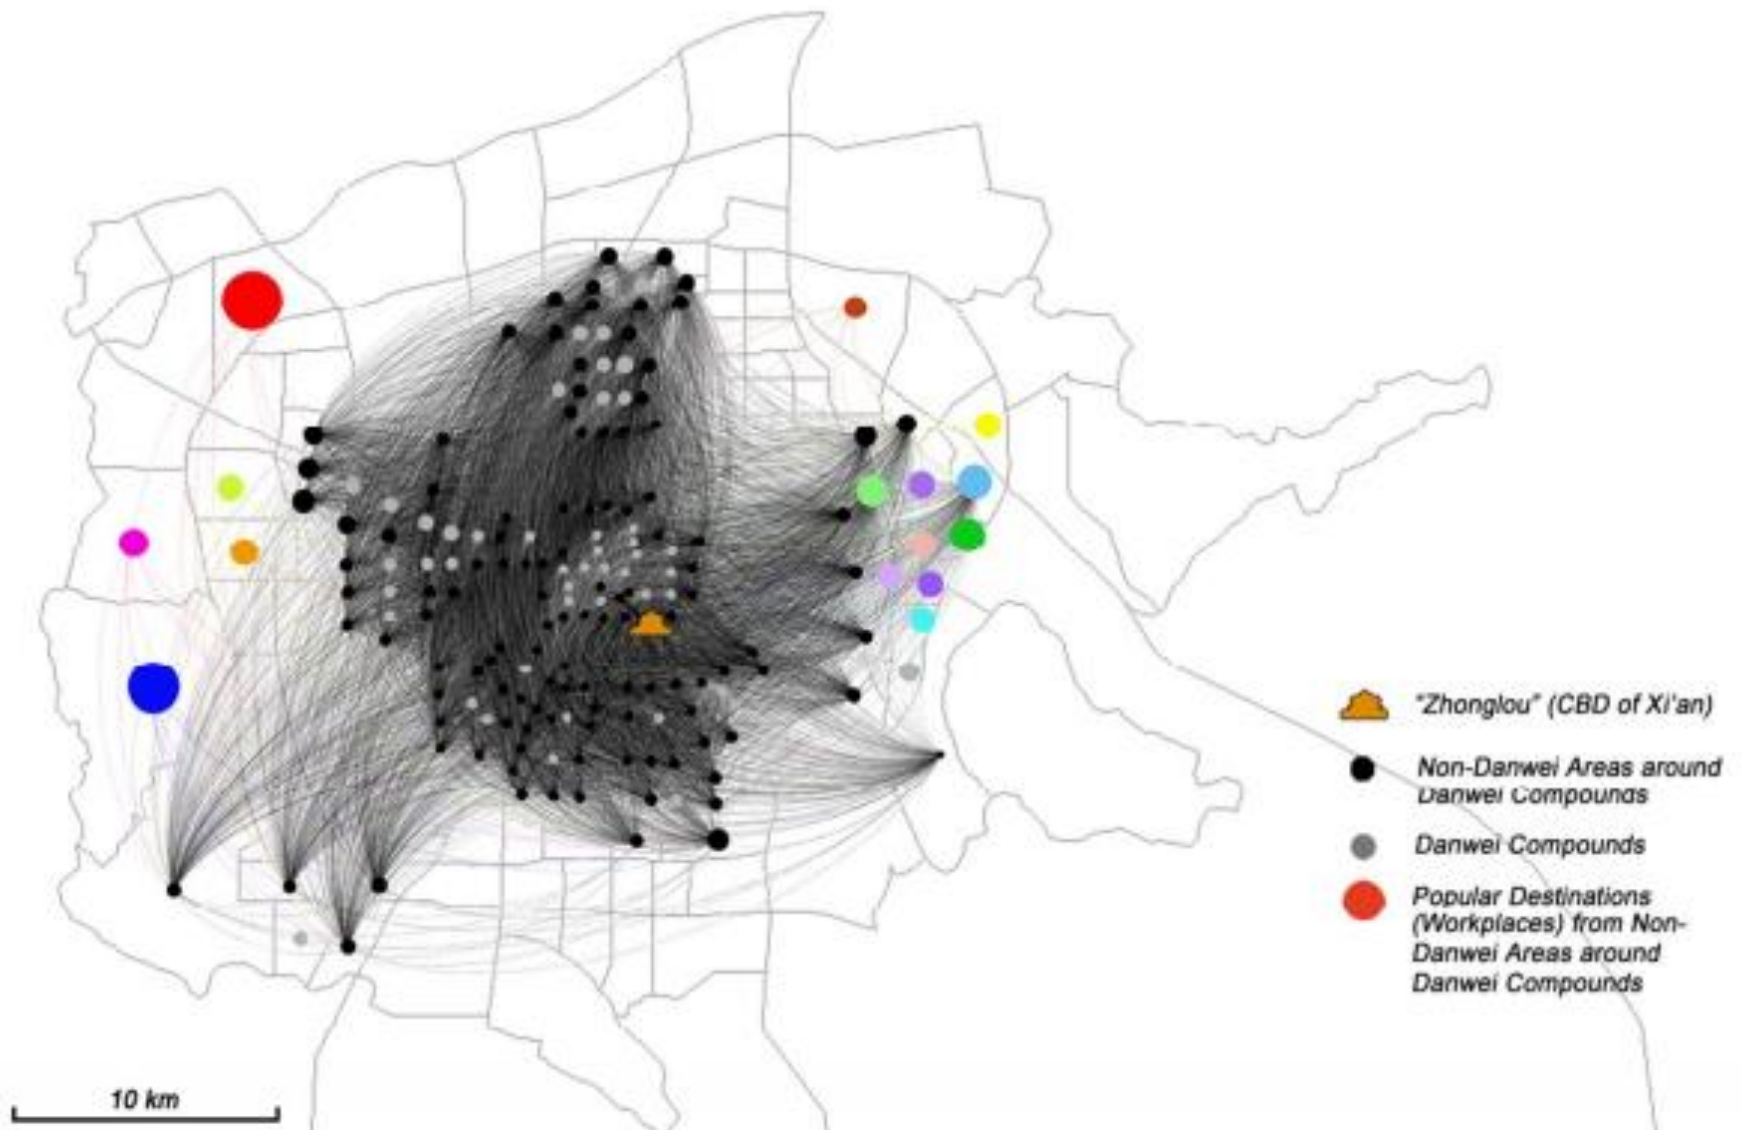 "Zhonglou" (CBD of Xi'an)
Non-Danwei Areas around
Danwei Compounds
Danwei Compounds
Popular Destinations
(Workplaces) from Non-
Danwei Areas around
Danwei Compounds
10 km